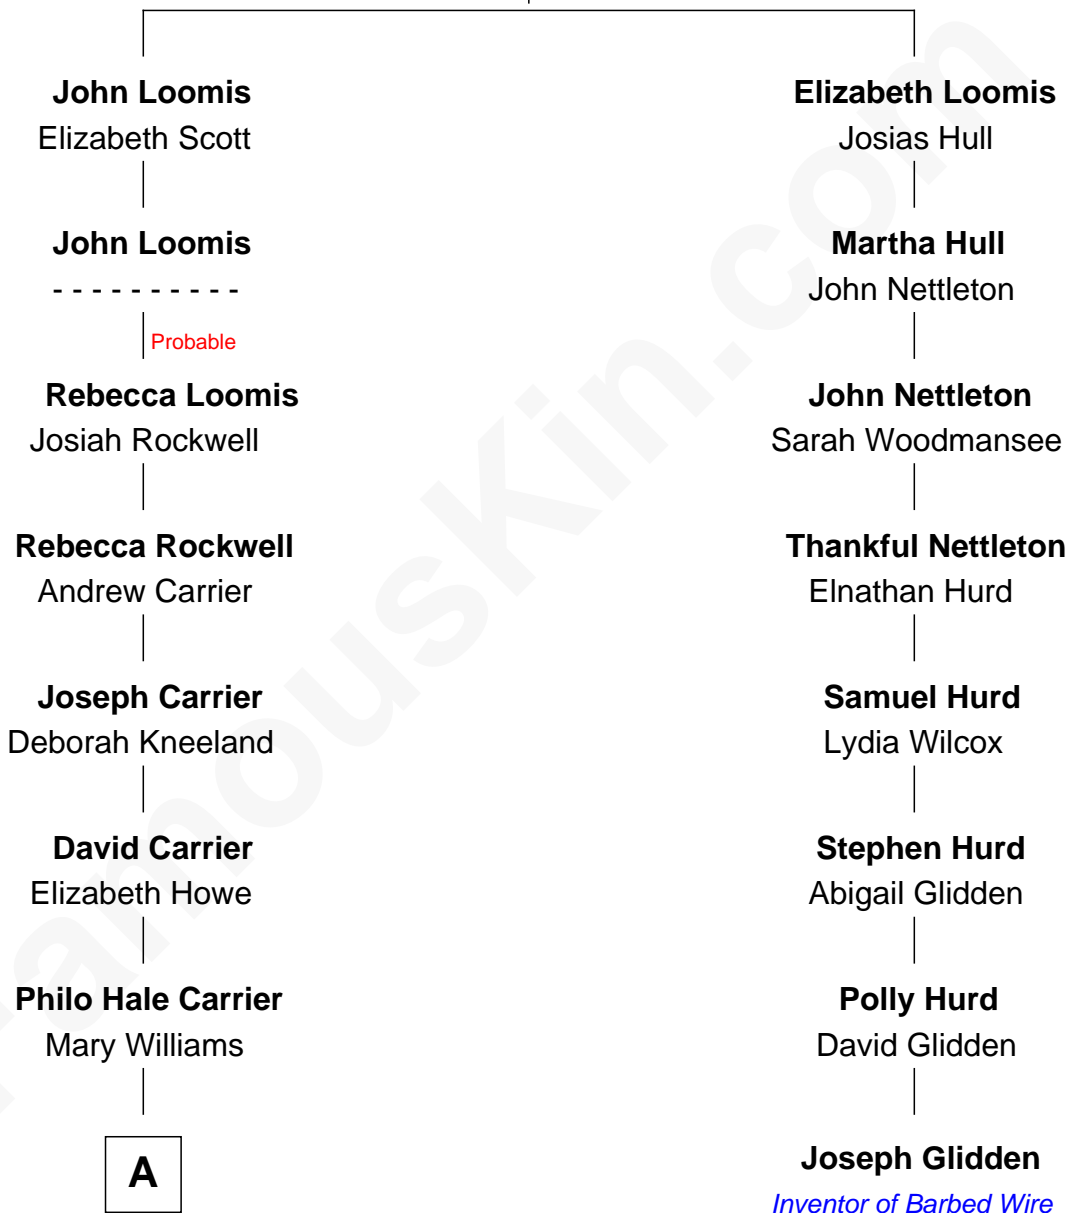 John Loomis
Elizabeth Scott
John Loomis
- - - - - - - - - -
Probable
Rebecca Loomis
Josiah Rockwell
Rebecca Rockwell
Andrew Carrier
Joseph Carrier
Deborah Kneeland
David Carrier
Elizabeth Howe
Philo Hale Carrier
Mary Williams
A
Elizabeth Loomis
Josias Hull
Martha Hull
John Nettleton
John Nettleton
Sarah Woodmansee
Thankful Nettleton
Elnathan Hurd
Samuel Hurd
Lydia Wilcox
Stephen Hurd
Abigail Glidden
Polly Hurd
David Glidden
Joseph Glidden
Inventor of Barbed Wire
FamousKin.com